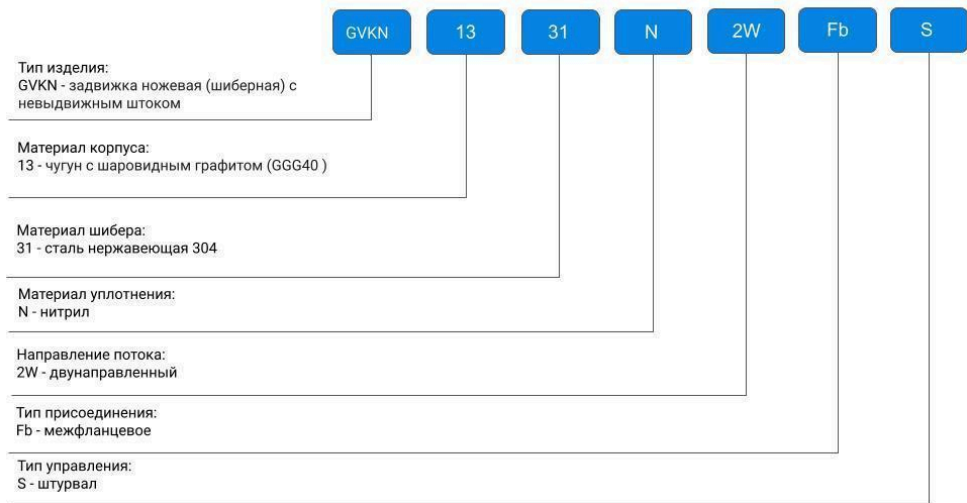 GVKN 13 31 N 2W Fb S
Тип изделия:
GVKN - задвижка ножевая (шиберная) с
невыдвижным штоком
Материал корпуса:
13 - чугун с шаровидным графитом (GGG40 )
Материал шибера:
31 - сталь нержавеющая 304
Материал уплотнения:
N - нитрил
Направление потока:
2W - двунаправленный
Тип присоединения:
Fb - межфланцевое
Тип управления:
S - штурвал